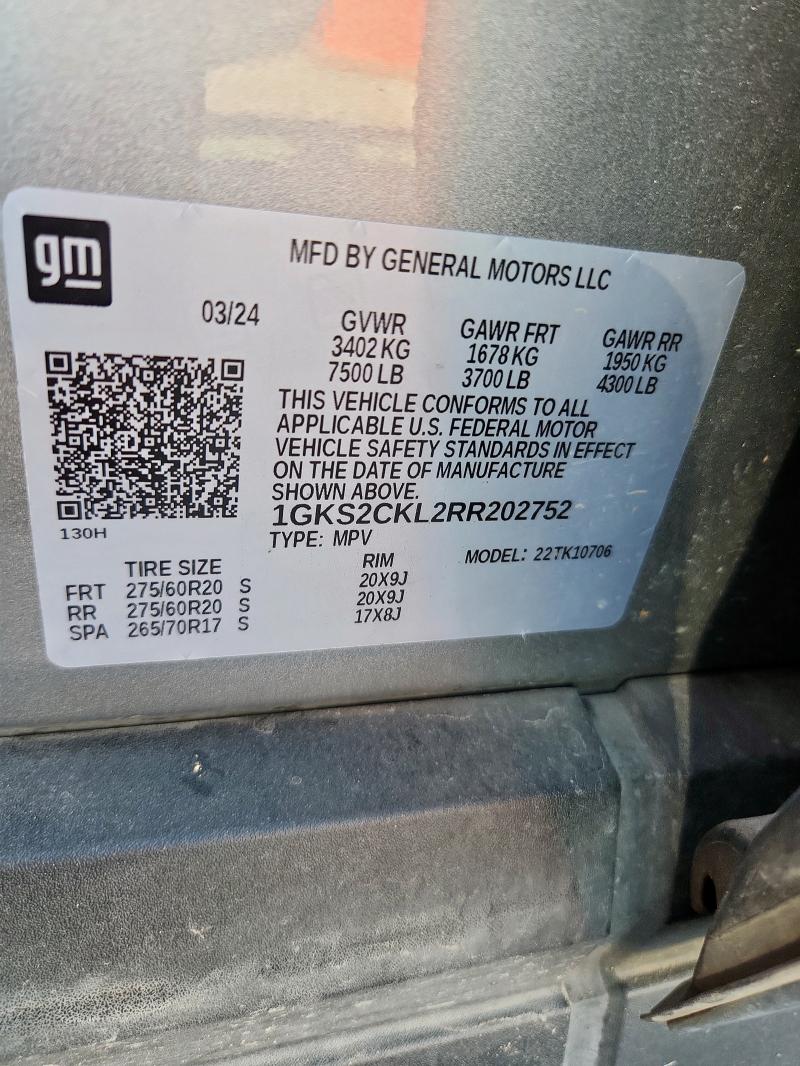 gm
MFD BY GENERAL MOTORS LLC
03/24
GVWR GAWR FRT GAWR RR
3402 KG 1678 KG 1950 KG
7500 LB 3700 LB 4300 LB
THIS VEHICLE CONFORMS TO ALL
APPLICABLE U.S. FEDERAL MOTOR
VEHICLE SAFETY STANDARDS IN EFFECT
ON THE DATE OF MANUFACTURE
SHOWN ABOVE.
1GKS2CKL2RR202752
130H
TYPE: MPV MODEL: 22TK10706
TIRE SIZE RIM
FRT 275/60R20 S 20X9J
RR 275/60R20 S 20X9J
SPA 265/70R17 S 17X8J